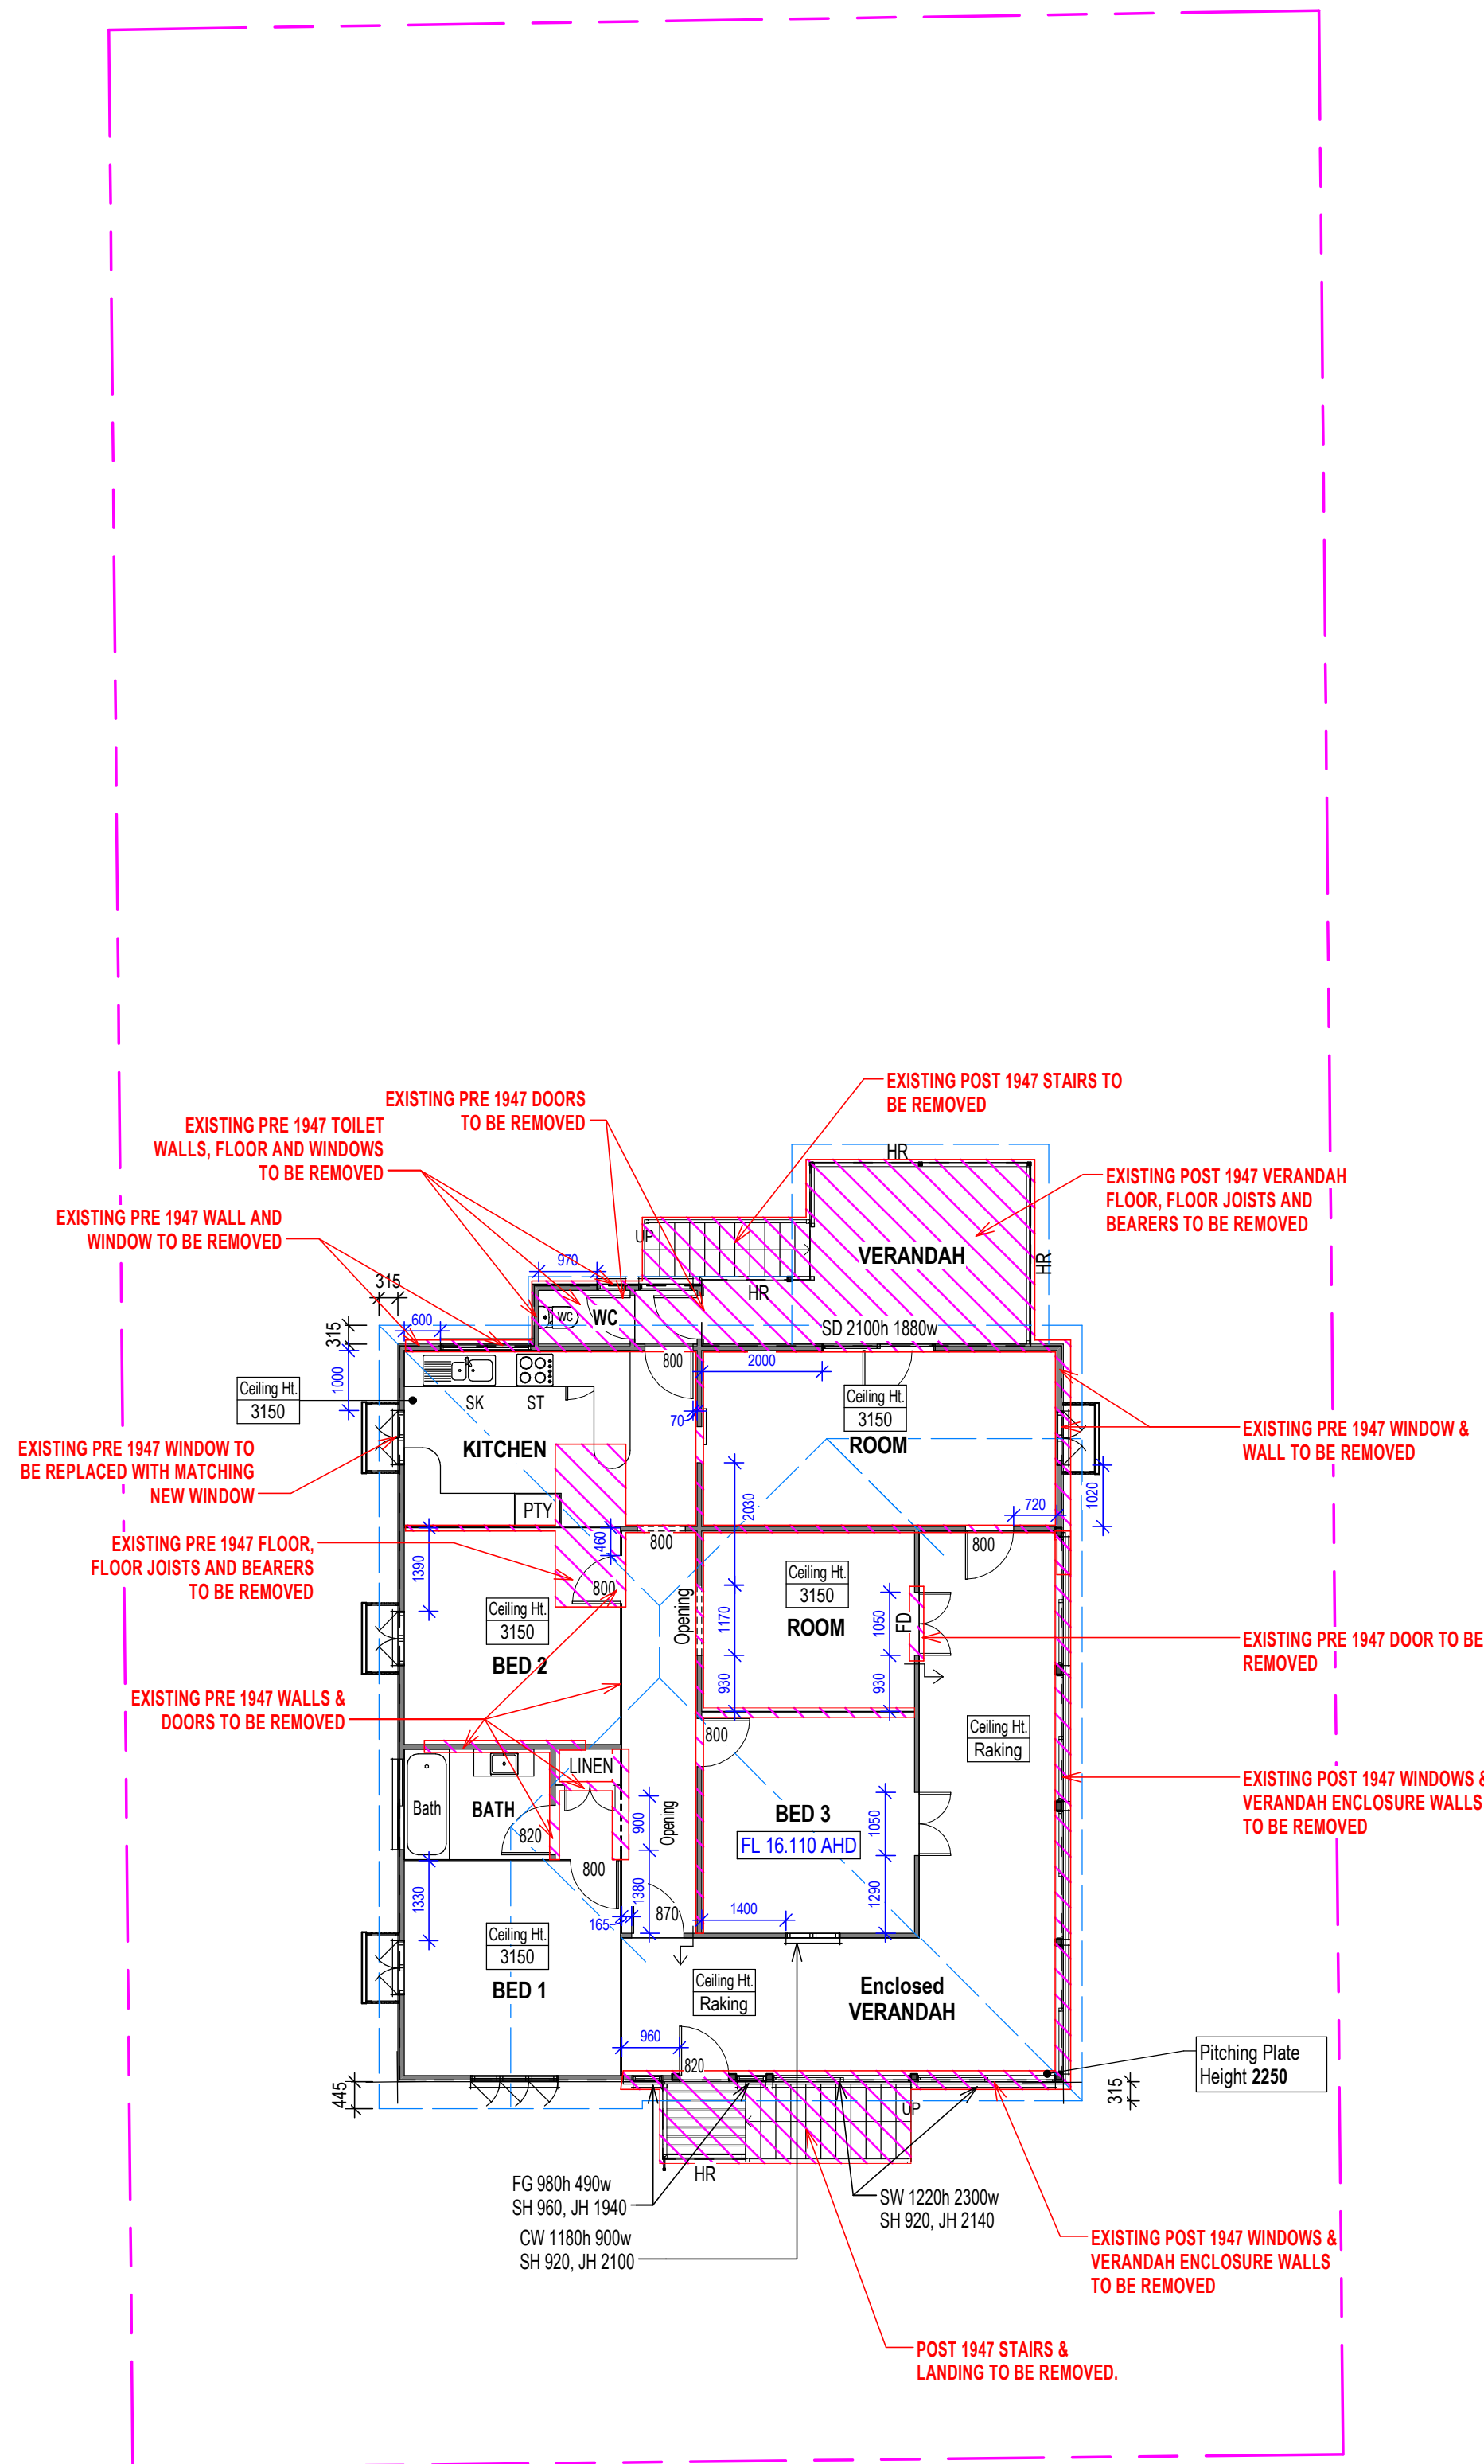 EXISTING POST 1947 STAIRS TO
BE REMOVED
EXISTING PRE 1947 DOORS
TO BE REMOVED
EXISTING PRE 1947 TOILET
WALLS, FLOOR AND WINDOWS
TO BE REMOVED
HR
EXISTING POST 1947 VERANDAH
FLOOR, FLOOR JOISTS AND
BEARERS TO BE REMOVED
EXISTING PRE 1947 WALL AND
WINDOW TO BE REMOVED
UP
VERANDAH
HR
970
315
HR
WC
WC
600
SD 2100h 1880w
315
800
2000
1000
Ceiling Ht.
3150
Ceiling Ht.
3150
SK
ST
70
ROOM
KITCHEN
EXISTING PRE 1947 WINDOW &
WALL TO BE REMOVED
EXISTING PRE 1947 WINDOW TO
BE REPLACED WITH MATCHING
NEW WINDOW
1020
PTY
2030
720
460
800
800
EXISTING PRE 1947 FLOOR,
FLOOR JOISTS AND BEARERS
TO BE REMOVED
1390
800
Ceiling Ht.
3150
Ceiling Ht.
3150
Opening
1170
ROOM
1050
FD
EXISTING PRE 1947 DOOR TO BE
REMOVED
BED 2
930
930
EXISTING PRE 1947 WALLS &
DOORS TO BE REMOVED
800
Ceiling Ht.
Raking
LINEN
EXISTING POST 1947 WINDOWS &
VERANDAH ENCLOSURE WALLS
TO BE REMOVED
Bath
BATH
820
900
Opening
BED 3
FL 16.110 AHD
1050
800
1330
1380
1290
165
870
1400
Ceiling Ht.
3150
BED 1
Ceiling Ht.
Raking
Enclosed
VERANDAH
960
820
Pitching Plate
Height 2250
445
315
UP
HR
FG 980h 490w
SH 960, JH 1940
SW 1220h 2300w
SH 920, JH 2140
CW 1180h 900w
SH 920, JH 2100
EXISTING POST 1947 WINDOWS &
VERANDAH ENCLOSURE WALLS
TO BE REMOVED
POST 1947 STAIRS &
LANDING TO BE REMOVED.